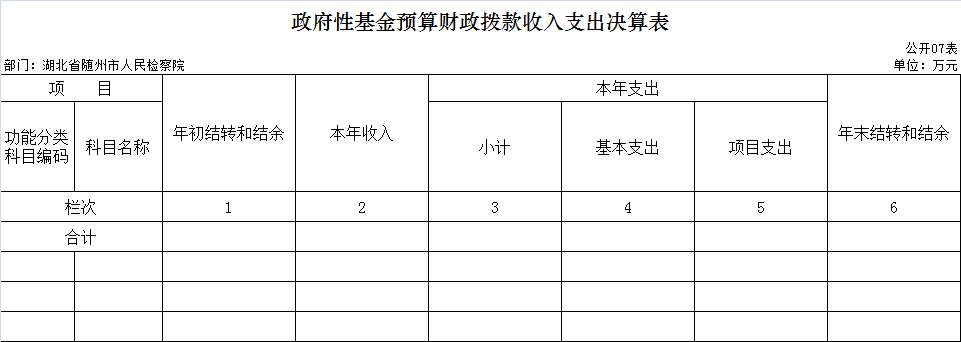 政府性基金预算财政拨款收入支出决算表
公开07表
部门：湖北省随州市人民检察院 单位：万元
项 目 年初结转和结余 本年收入 本年支出 年末结转和结余
功能分类
科目编码 科目名称 小计 基本支出 项目支出
栏次 1 2 3 4 5 6
合计